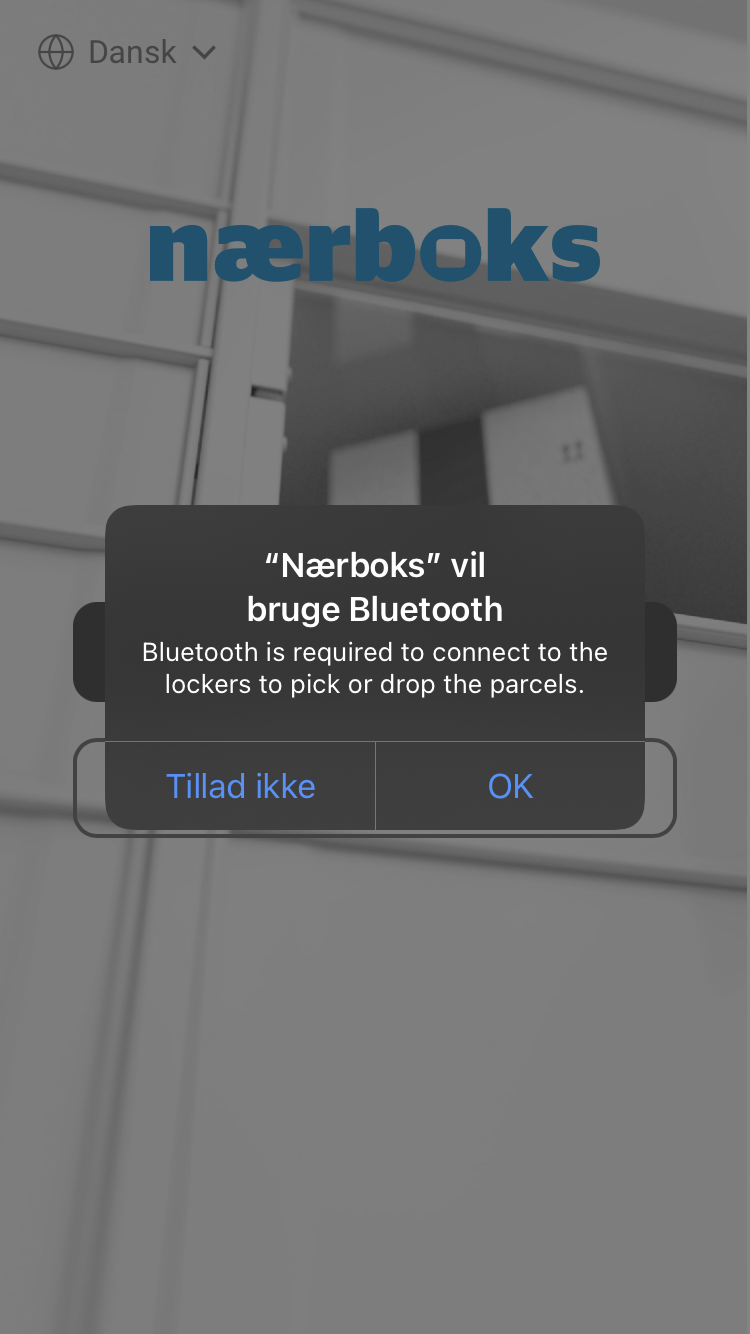 Dansk
nærboks
“Nærboks” vil
bruge Bluetooth
Bluetooth is required to connect to the
lockers to pick or drop the parcels.
Tillad ikke
OK